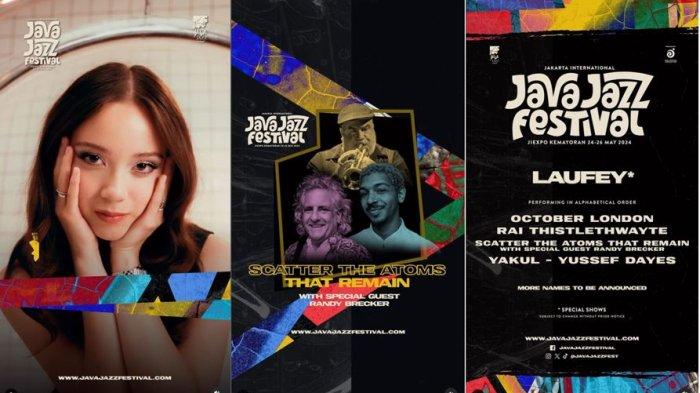 JAVA
JAZZ
FESTIVAL
WWW.JAVAJAZZFESTIVAL.COM
JAVA JAZZ
FESTIVAL
SCATTER THE ATOMS
THAT REMAIN
WITH SPECIAL GUEST
RANDY BRECKER
WWW.JAVAJAZZFESTIVAL.COM
JAKARTA INTERNATIONAL
JAVA JAZZ
FESTIVAL
JIEXPO KEMAYORAN 24-26 MAY 2024
LAUFEY*
PERFORMING IN ALPHABETICAL ORDER
OCTOBER LONDON
RAI THISTLETHWAYTE
SCATTER THE ATOMS THAT REMAIN
WITH SPECIAL GUEST RANDY BRECKER
YAKUL - YUSSEF DAYES
MORE NAMES TO BE ANNOUNCED
* SPECIAL SHOWS
SUBJECT TO CHANGE WITHOUT PRIOR NOTICE
WWW.JAVAJAZZFESTIVAL.COM
JAVA JAZZ FESTIVAL
@JAVAJAZZFEST